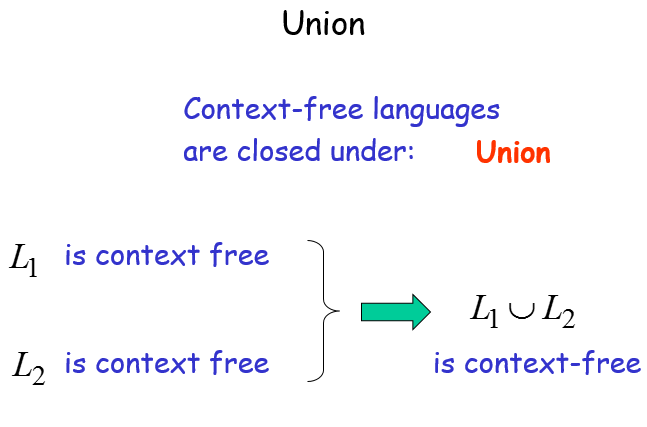 Union
Context-free languages
are closed under: Union
L₁ is context free
L₁ ∪ L₂
L₂ is context free
is context-free